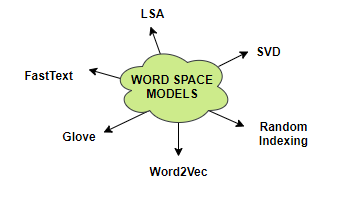 LSA
SVD
FastText
WORD SPACE
MODELS
Glove
Random
Indexing
Word2Vec